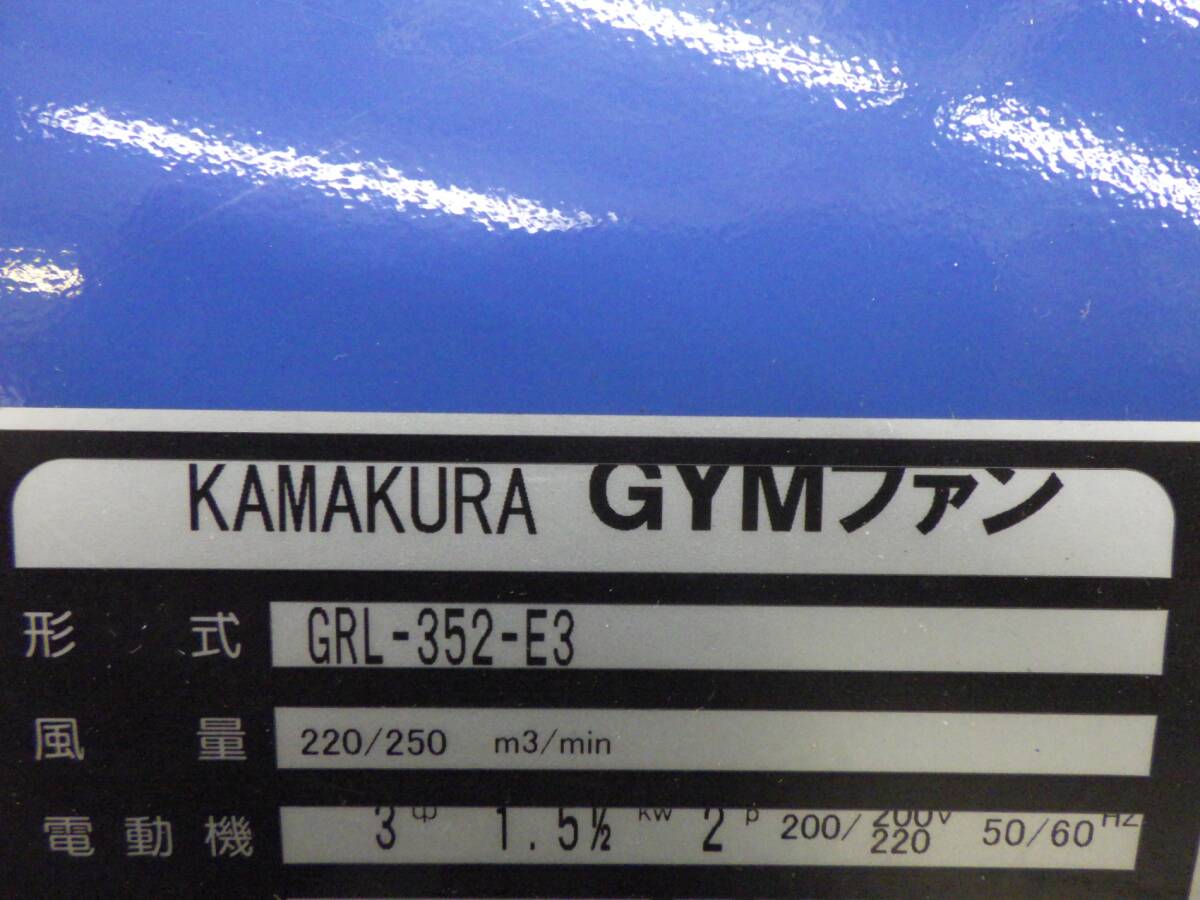 KAMAKURA GYMファン
形式 GRL-352-E3
風量 220/250 m3/min
電動機 3φ 1.5½ kW 2 P 200/200V 220 50/60 HZ